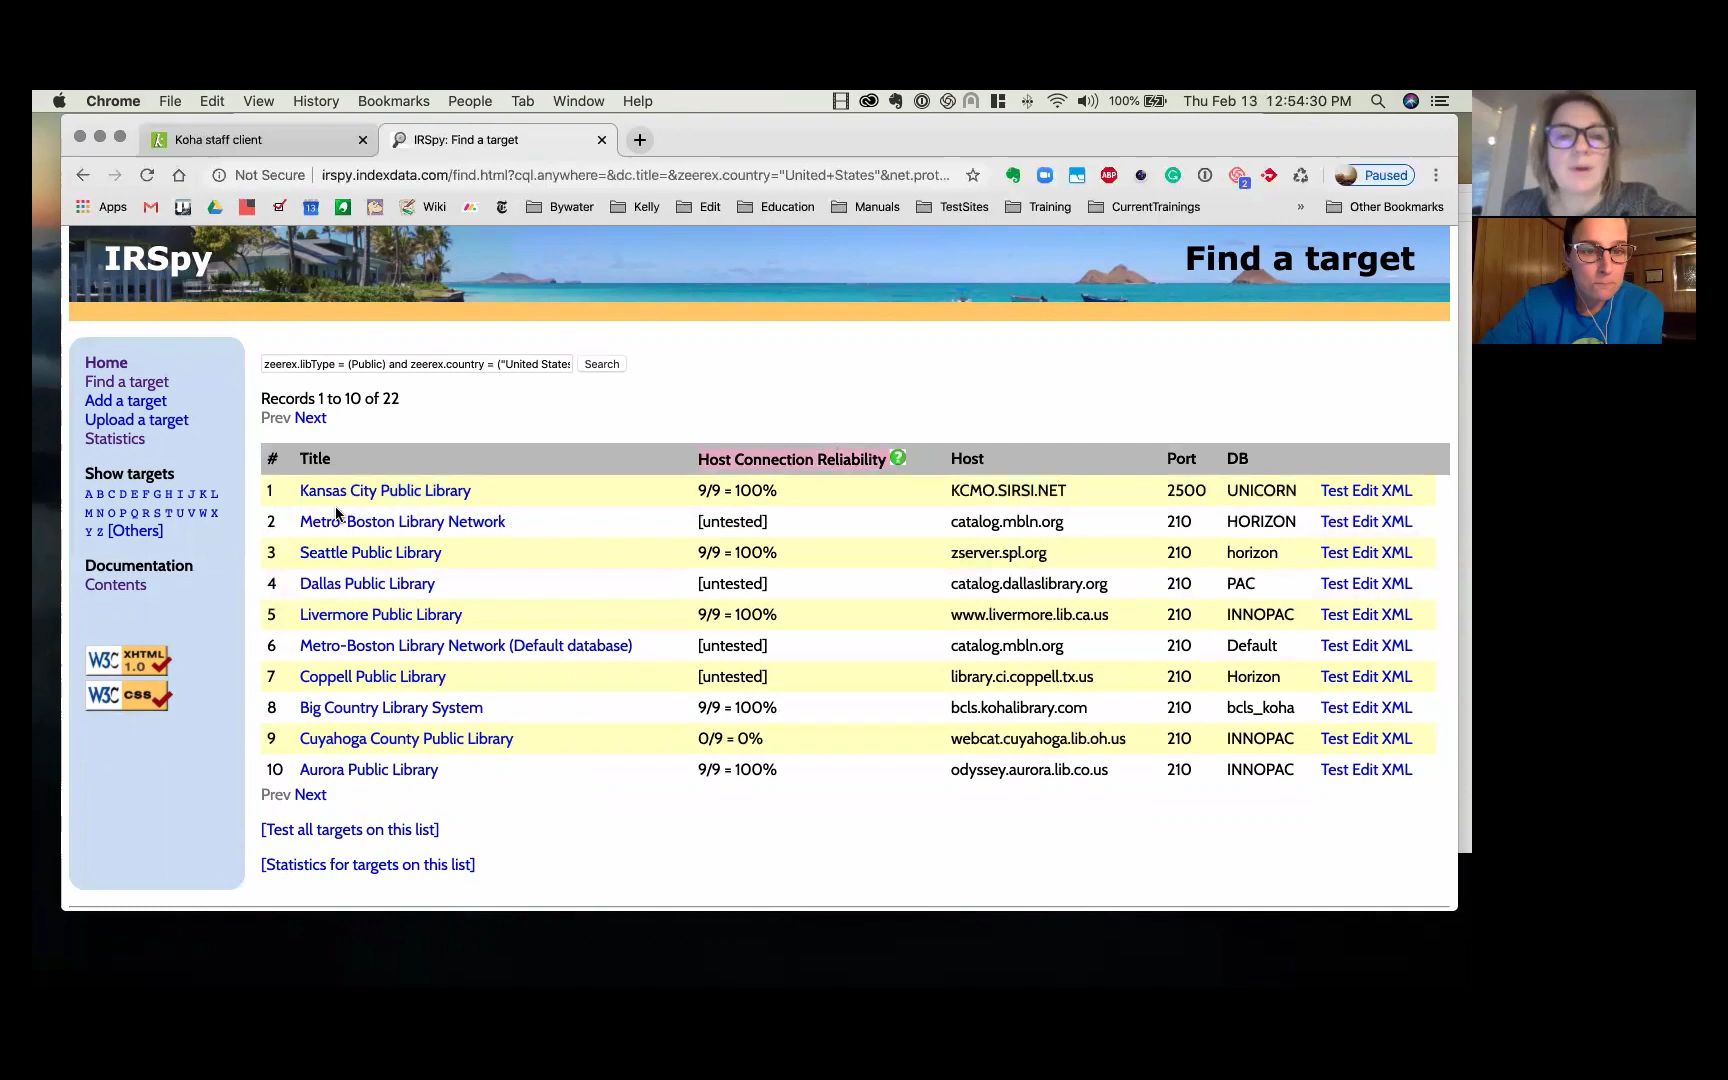 Chrome File Edit View History Bookmarks People Tab Window Help 100% Thu Feb 13 12:54:30 PM
Koha staff client
IRSpy: Find a target
Not Secure irspy.indexdata.com/find.html?cql.anywhere=&dc.title=&zeerex.country="United+States"&net.prot... ABP 2 Paused
Apps 13 Wiki Bywater Kelly Edit Education Manuals TestSites Training CurrentTrainings » Other Bookmarks
IRSpy Find a target
Home
Find a target
Add a target
Upload a target
Statistics
Show targets
A B C D E F G H I J K L
M N O P Q R S T U V W X
Y Z [Others]
Documentation
Contents
W3C XHTML 1.0
W3C css
zeerex.libType = (Public) and zeerex.country = ("United States Search
Records 1 to 10 of 22
Prev Next
# Title Host Connection Reliability ? Host Port DB
1 Kansas City Public Library 9/9 = 100% KCMO.SIRSI.NET 2500 UNICORN Test Edit XML
2 Metro-Boston Library Network [untested] catalog.mbln.org 210 HORIZON Test Edit XML
3 Seattle Public Library 9/9 = 100% zserver.spl.org 210 horizon Test Edit XML
4 Dallas Public Library [untested] catalog.dallaslibrary.org 210 PAC Test Edit XML
5 Livermore Public Library 9/9 = 100% www.livermore.lib.ca.us 210 INNOPAC Test Edit XML
6 Metro-Boston Library Network (Default database) [untested] catalog.mbln.org 210 Default Test Edit XML
7 Coppell Public Library [untested] library.ci.coppell.tx.us 210 Horizon Test Edit XML
8 Big Country Library System 9/9 = 100% bcls.kohalibrary.com 210 bcls_koha Test Edit XML
9 Cuyahoga County Public Library 0/9 = 0% webcat.cuyahoga.lib.oh.us 210 INNOPAC Test Edit XML
10 Aurora Public Library 9/9 = 100% odyssey.aurora.lib.co.us 210 INNOPAC Test Edit XML
Prev Next
[Test all targets on this list]
[Statistics for targets on this list]